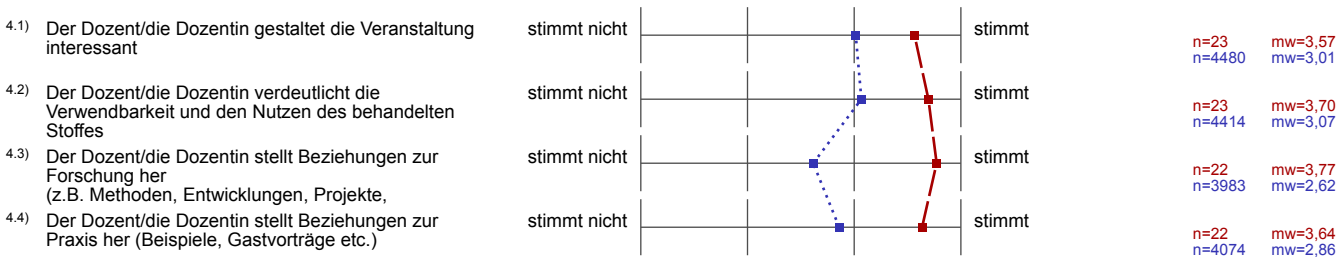 4.1) Der Dozent/die Dozentin gestaltet die Veranstaltung stimmt nicht stimmt
interessant
n=23 mw=3,57
n=4480 mw=3,01
4.2) Der Dozent/die Dozentin verdeutlicht die stimmt nicht stimmt
Verwendbarkeit und den Nutzen des behandelten
Stoffes
n=23 mw=3,70
n=4414 mw=3,07
4.3) Der Dozent/die Dozentin stellt Beziehungen zur stimmt nicht stimmt
Forschung her
(z.B. Methoden, Entwicklungen, Projekte,
n=22 mw=3,77
n=3983 mw=2,62
4.4) Der Dozent/die Dozentin stellt Beziehungen zur stimmt nicht stimmt
Praxis her (Beispiele, Gastvorträge etc.)
n=22 mw=3,64
n=4074 mw=2,86